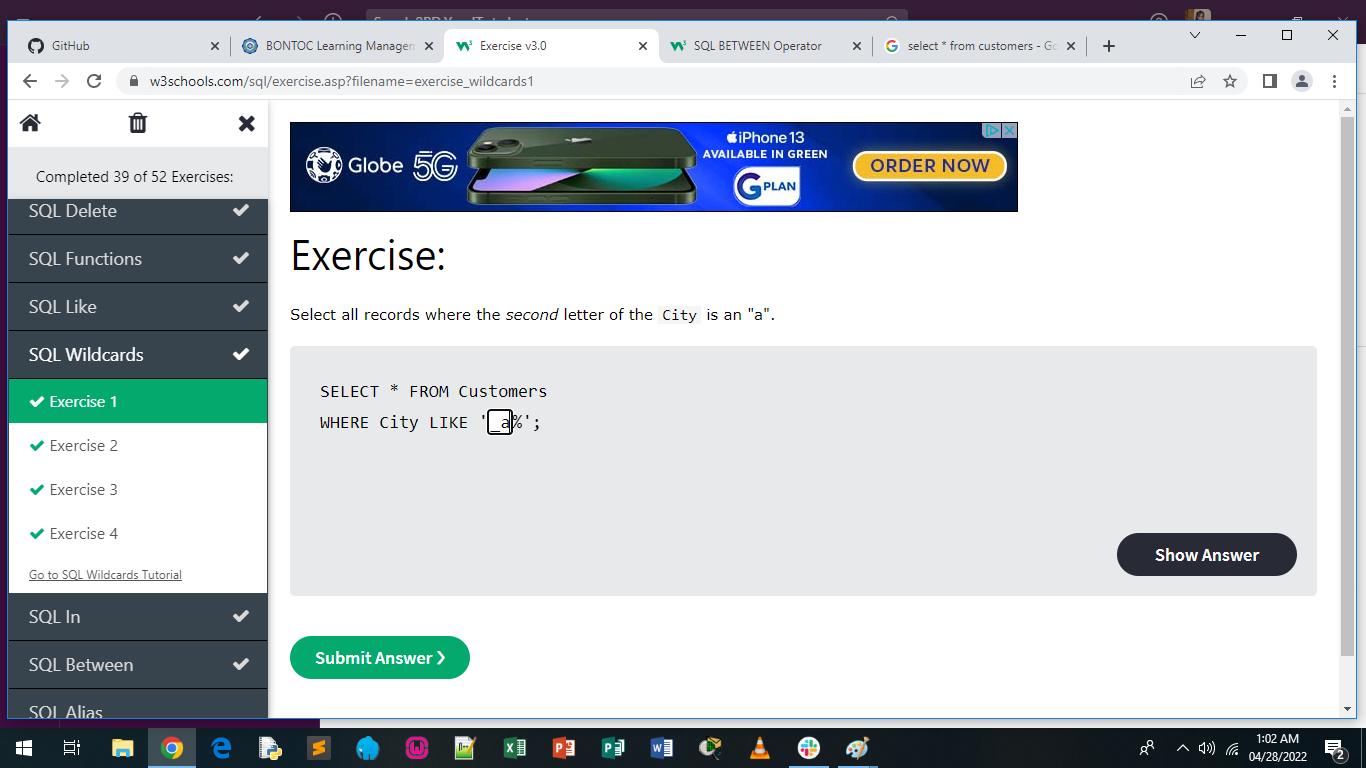 GitHub
BONTOC Learning Managem
Exercise v3.0
SQL BETWEEN Operator
select * from customers - Go
w3schools.com/sql/exercise.asp?filename=exercise_wildcards1
Completed 39 of 52 Exercises:
SQL Delete
SQL Functions
SQL Like
SQL Wildcards
Exercise 1
Exercise 2
Exercise 3
Exercise 4
Go to SQL Wildcards Tutorial
SQL In
SQL Between
SQL Alias
Globe 5G
iPhone 13
AVAILABLE IN GREEN
GPLAN
ORDER NOW
Exercise:
Select all records where the second letter of the City is an "a".
SELECT * FROM Customers
WHERE City LIKE '_a%';
Show Answer
Submit Answer ❯
1:02 AM
04/28/2022
2